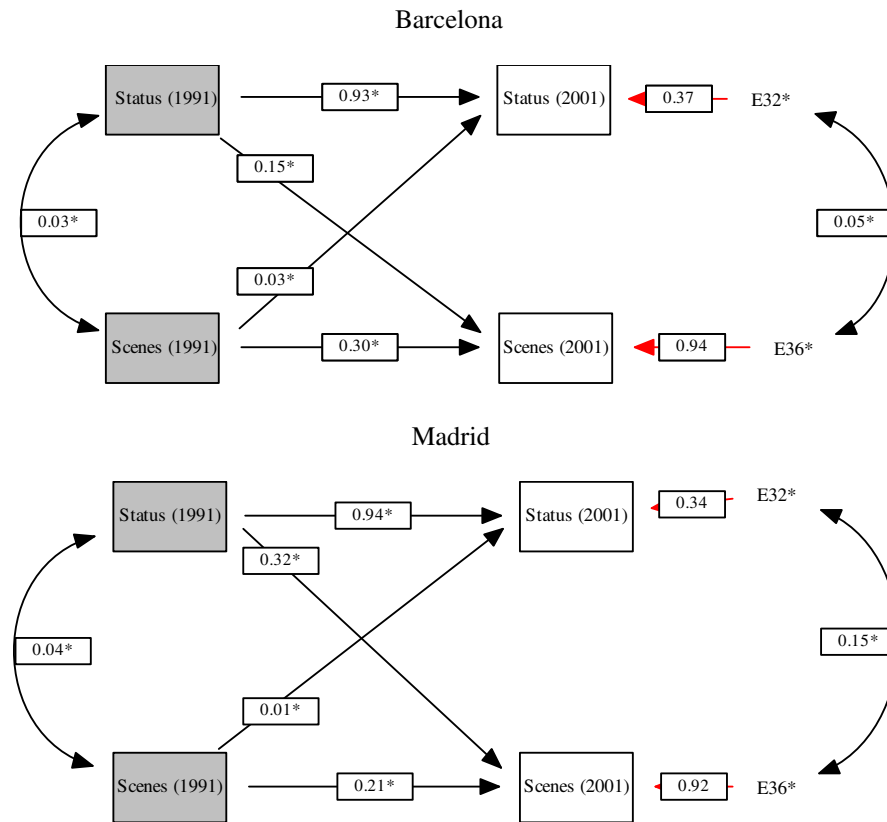 Barcelona
Status (1991)
0.93*
Status (2001)
0.37
E32*
0.15*
0.03*
0.05*
0.03*
Scenes (1991)
0.30*
Scenes (2001)
0.94
E36*
Madrid
Status (1991)
0.94*
Status (2001)
0.34
E32*
0.32*
0.04*
0.15*
0.01*
Scenes (1991)
0.21*
Scenes (2001)
0.92
E36*